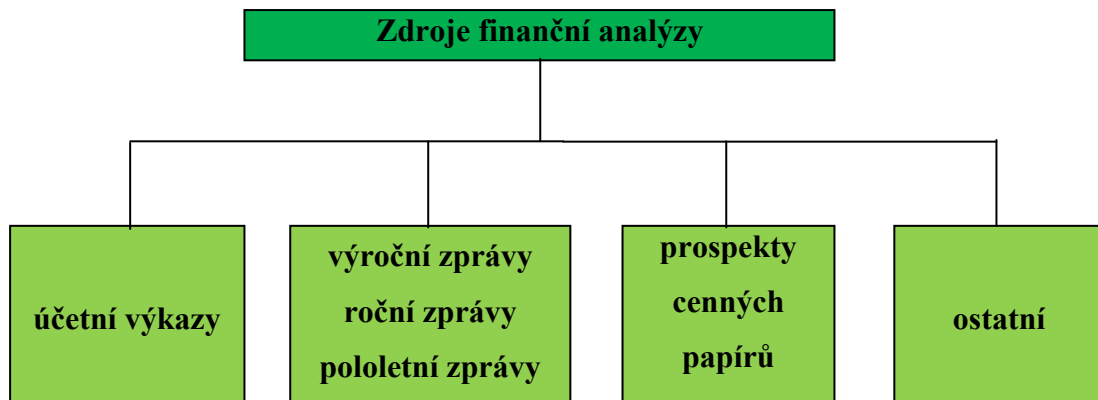 Zdroje finanční analýzy
účetní výkazy
výroční zprávy
roční zprávy
pololetní zprávy
prospekty
cenných
papírů
ostatní